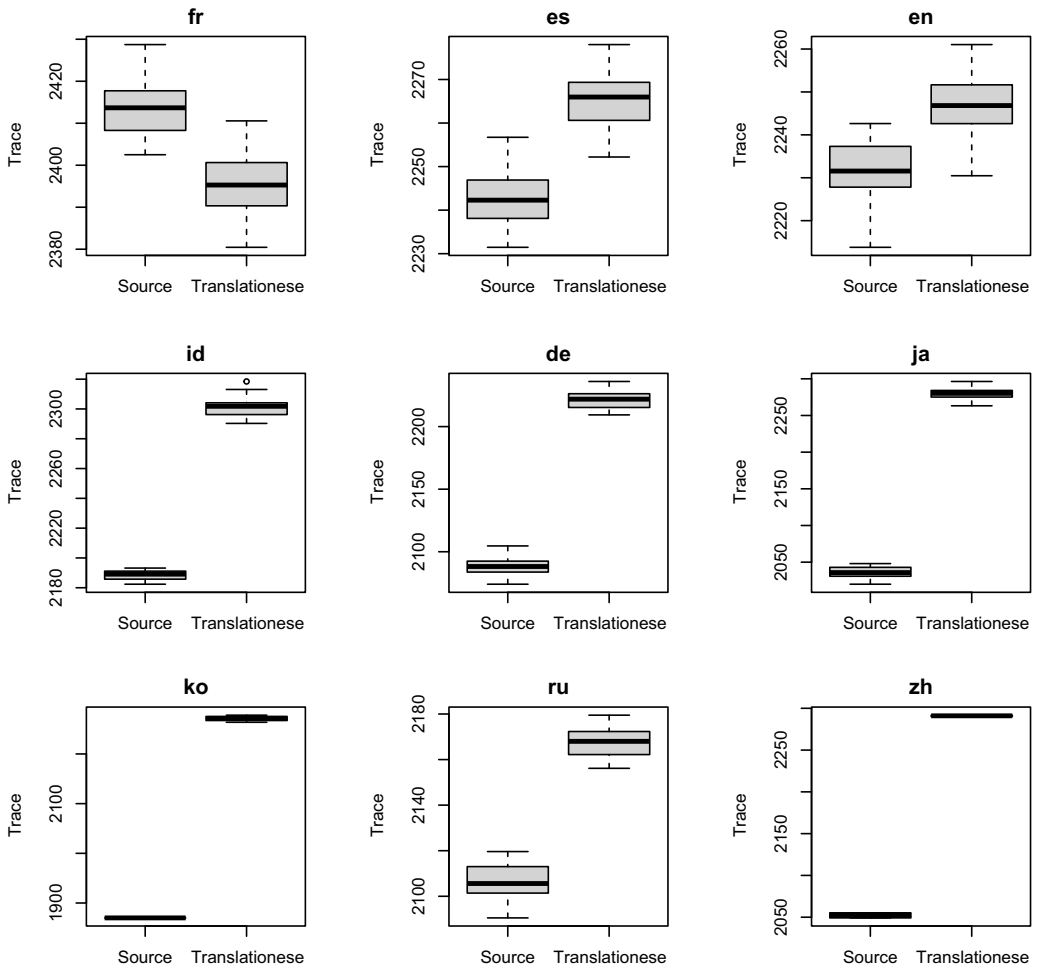 fr
Trace
2380
2400
2420
Source Translationese
es
Trace
2230
2250
2270
Source Translationese
en
Trace
2220
2240
2260
Source Translationese
id
Trace
2180
2220
2260
2300
Source Translationese
de
Trace
2100
2150
2200
Source Translationese
ja
Trace
2050
2150
2250
Source Translationese
ko
Trace
1900
2100
Source Translationese
ru
Trace
2100
2140
2180
Source Translationese
zh
Trace
2050
2150
2250
Source Translationese